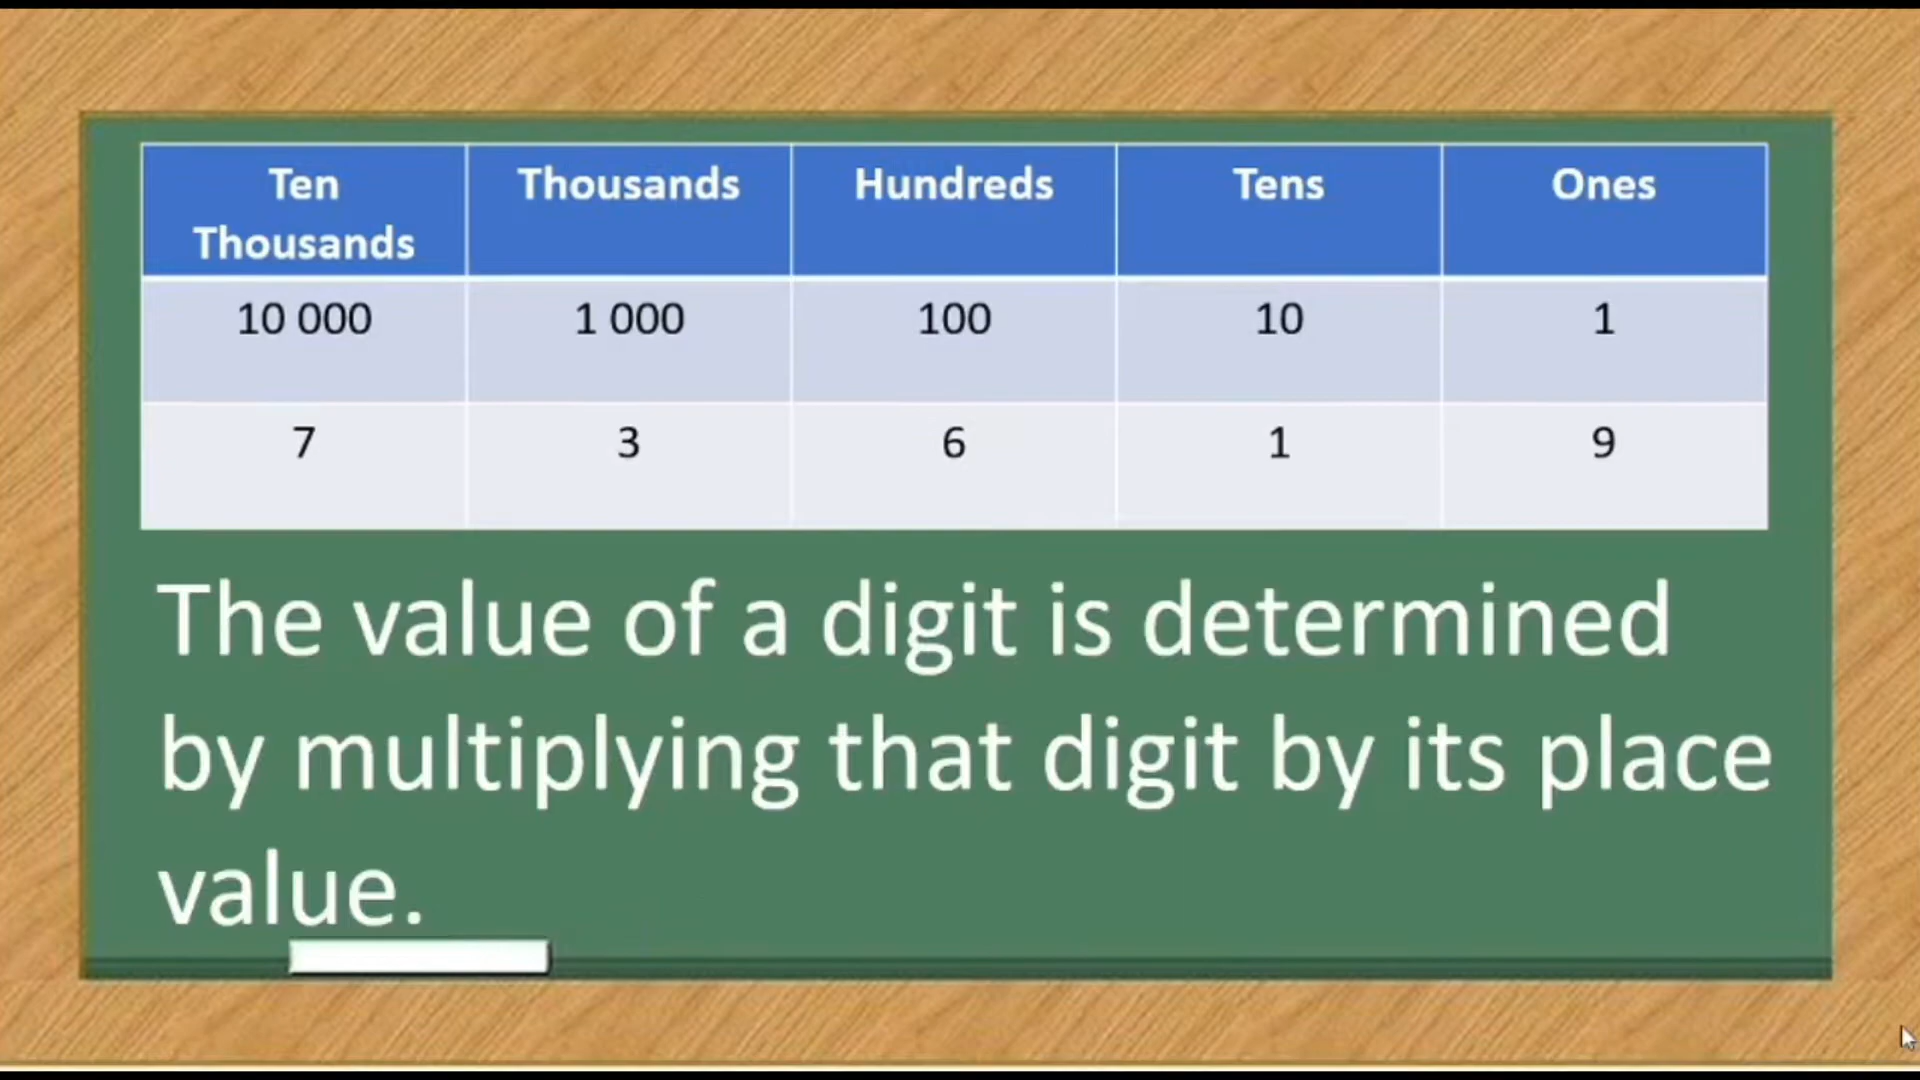 Ten Thousands Hundreds Tens Ones
Thousands
10 000 1 000 100 10 1
7 3 6 1 9
The value of a digit is determined
by multiplying that digit by its place
value.